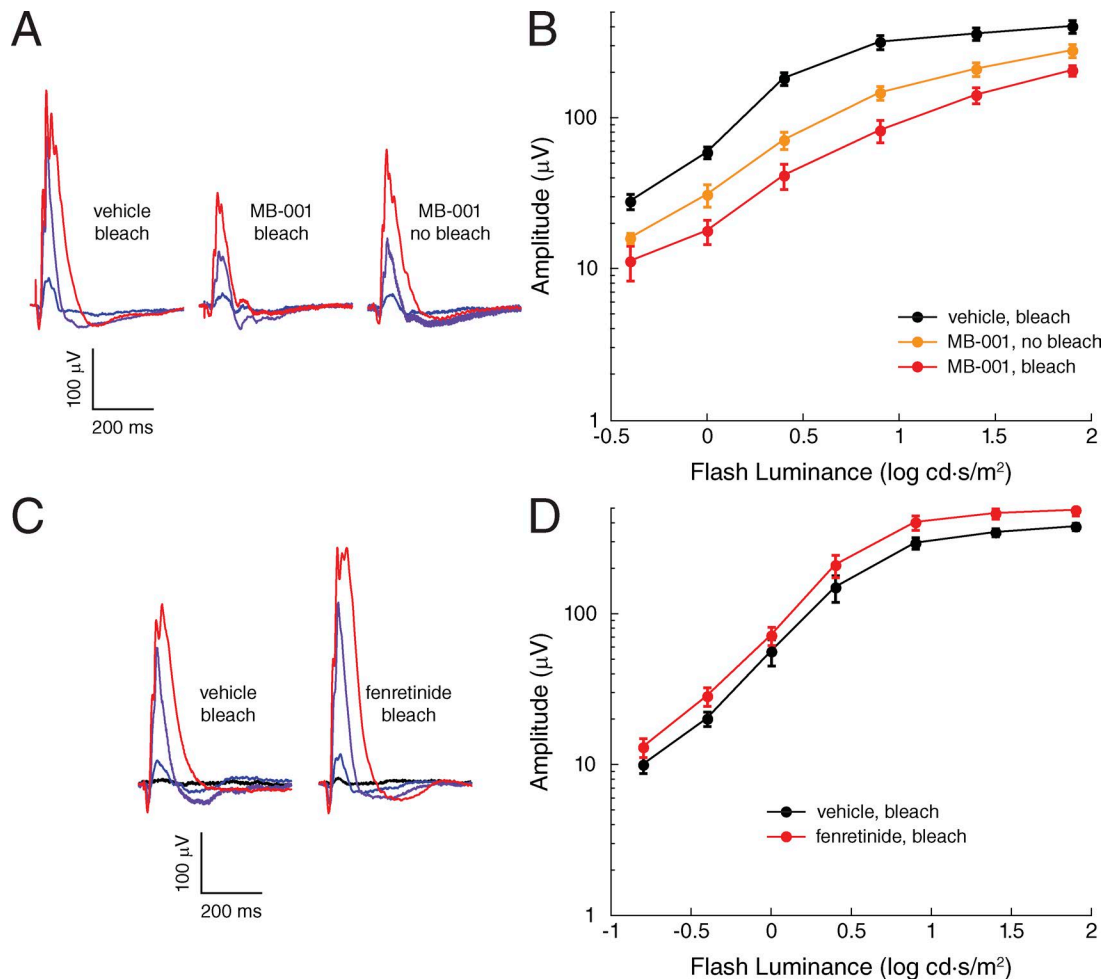 A
vehicle
bleach
MB-001
bleach
MB-001
no bleach
100 µV
200 ms
B
Amplitude (µV)
100
10
1
-0.5
0
0.5
1
1.5
2
Flash Luminance (log cd·s/m²)
vehicle, bleach
MB-001, no bleach
MB-001, bleach
C
vehicle
bleach
fenretinide
bleach
100 µV
200 ms
D
Amplitude (µV)
100
10
1
-1
-0.5
0
0.5
1
1.5
2
Flash Luminance (log cd·s/m²)
vehicle, bleach
fenretinide, bleach